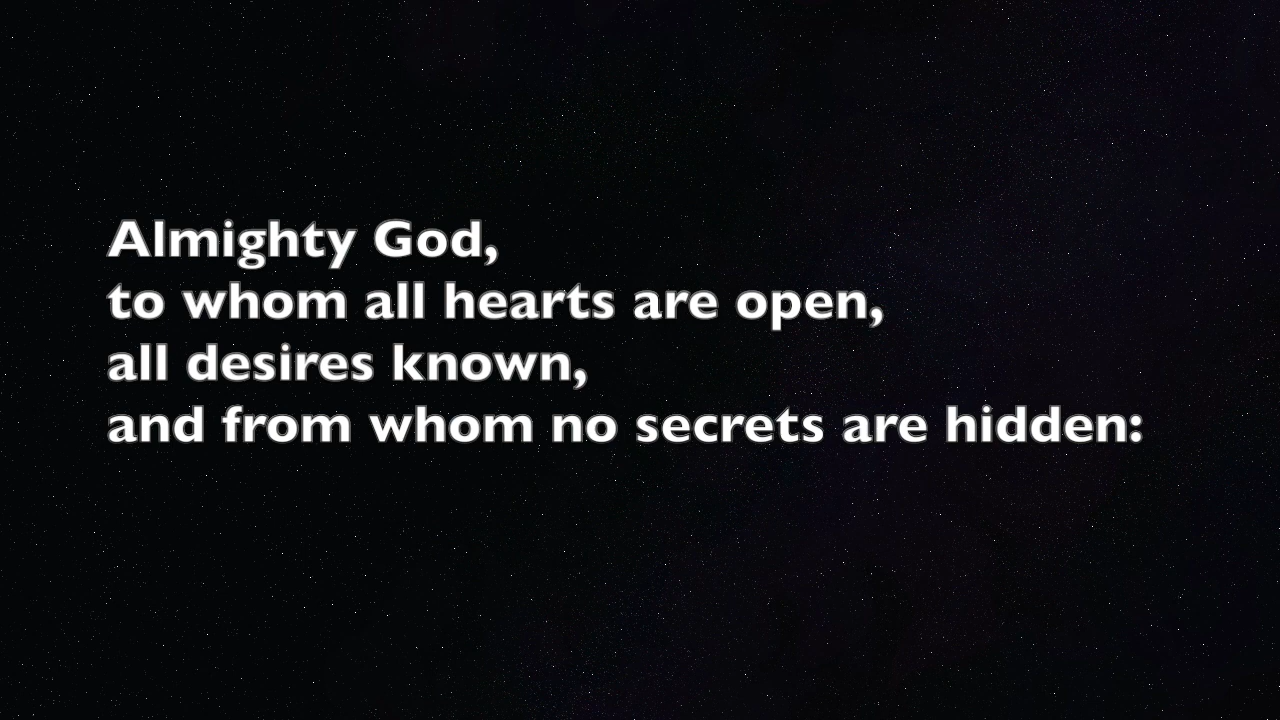 Almighty God,
to whom all hearts are open,
all desires known,
and from whom no secrets are hidden: